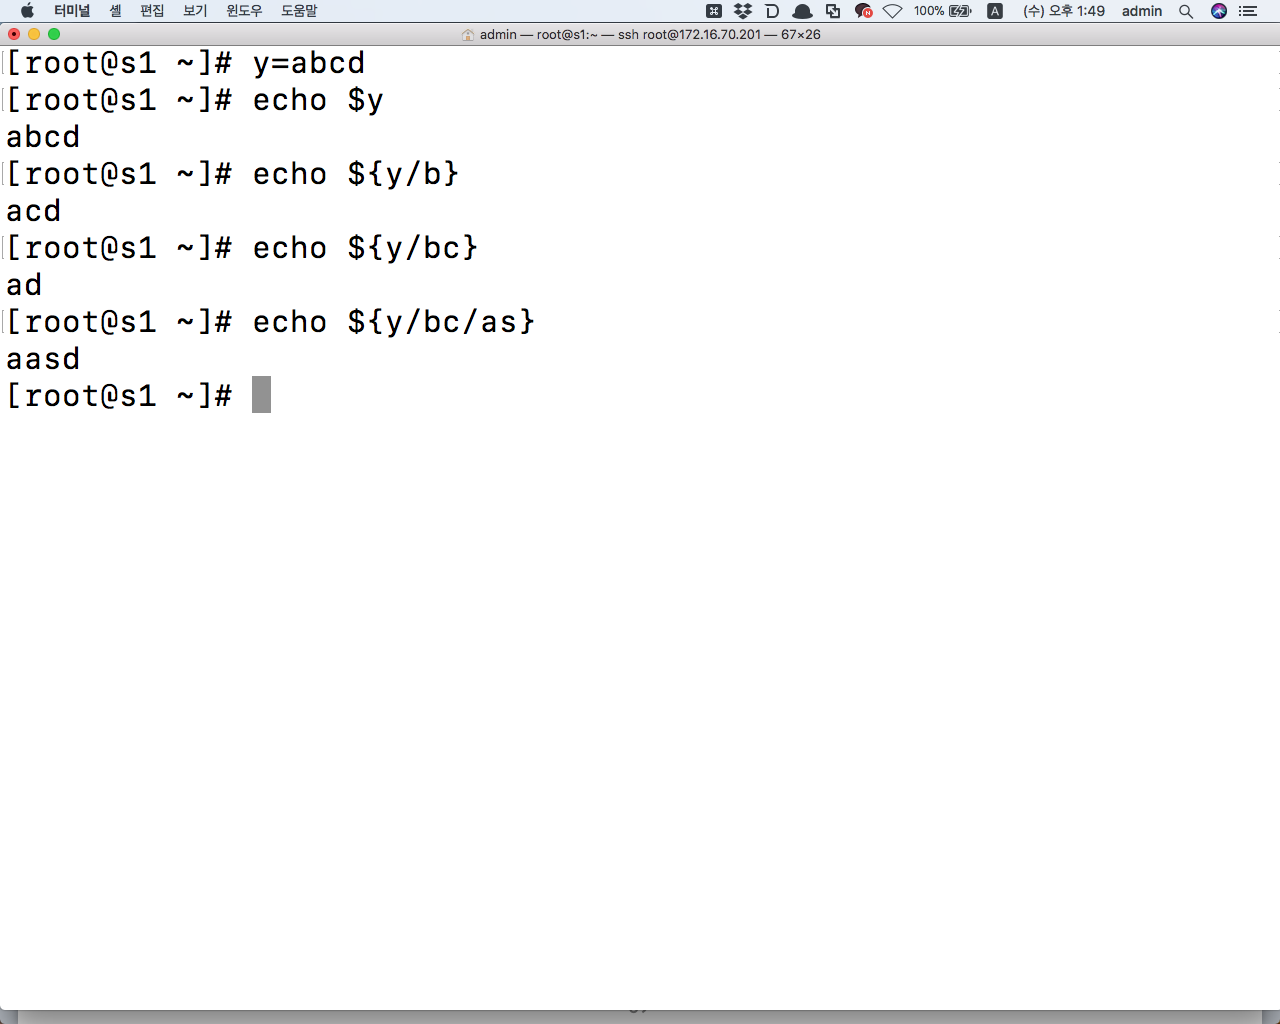 터미널 셸 편집 보기 윈도우 도움말 100% A (수) 오후 1:49 admin
admin — root@s1:~ — ssh root@172.16.70.201 — 67×26
[root@s1 ~]# y=abcd
[root@s1 ~]# echo $y
abcd
[root@s1 ~]# echo ${y/b}
acd
[root@s1 ~]# echo ${y/bc}
ad
[root@s1 ~]# echo ${y/bc/as}
aasd
[root@s1 ~]#